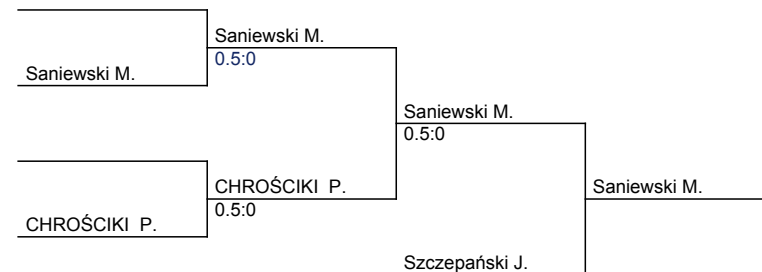 Saniewski M.
0.5:0
Saniewski M.
Saniewski M.
0.5:0
CHROŚCIKI P.
Saniewski M.
0.5:0
CHROŚCIKI P.
Szczepański J.